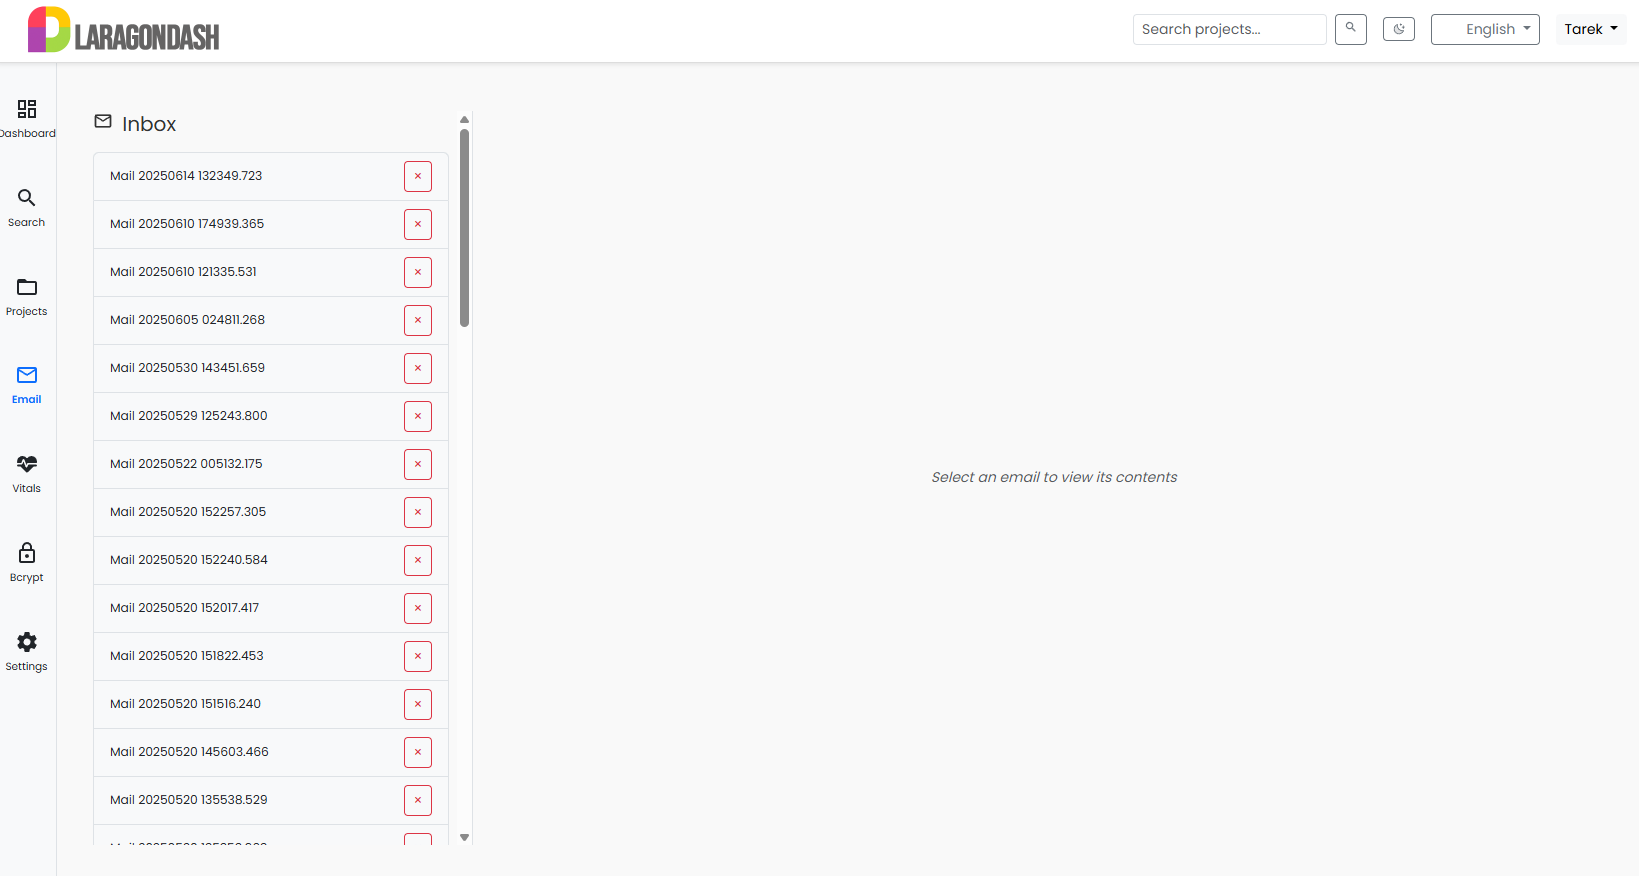 LARAGONDASH
Search projects...
English
Tarek
Dashboard
Search
Projects
Email
Vitals
Bcrypt
Settings
Inbox
Mail 20250614 132349.723
×
Mail 20250610 174939.365
×
Mail 20250610 121335.531
×
Mail 20250605 024811.268
×
Mail 20250530 143451.659
×
Mail 20250529 125243.800
×
Mail 20250522 005132.175
×
Mail 20250520 152257.305
×
Mail 20250520 152240.584
×
Mail 20250520 152017.417
×
Mail 20250520 151822.453
×
Mail 20250520 151516.240
×
Mail 20250520 145603.466
×
Mail 20250520 135538.529
×
Select an email to view its contents